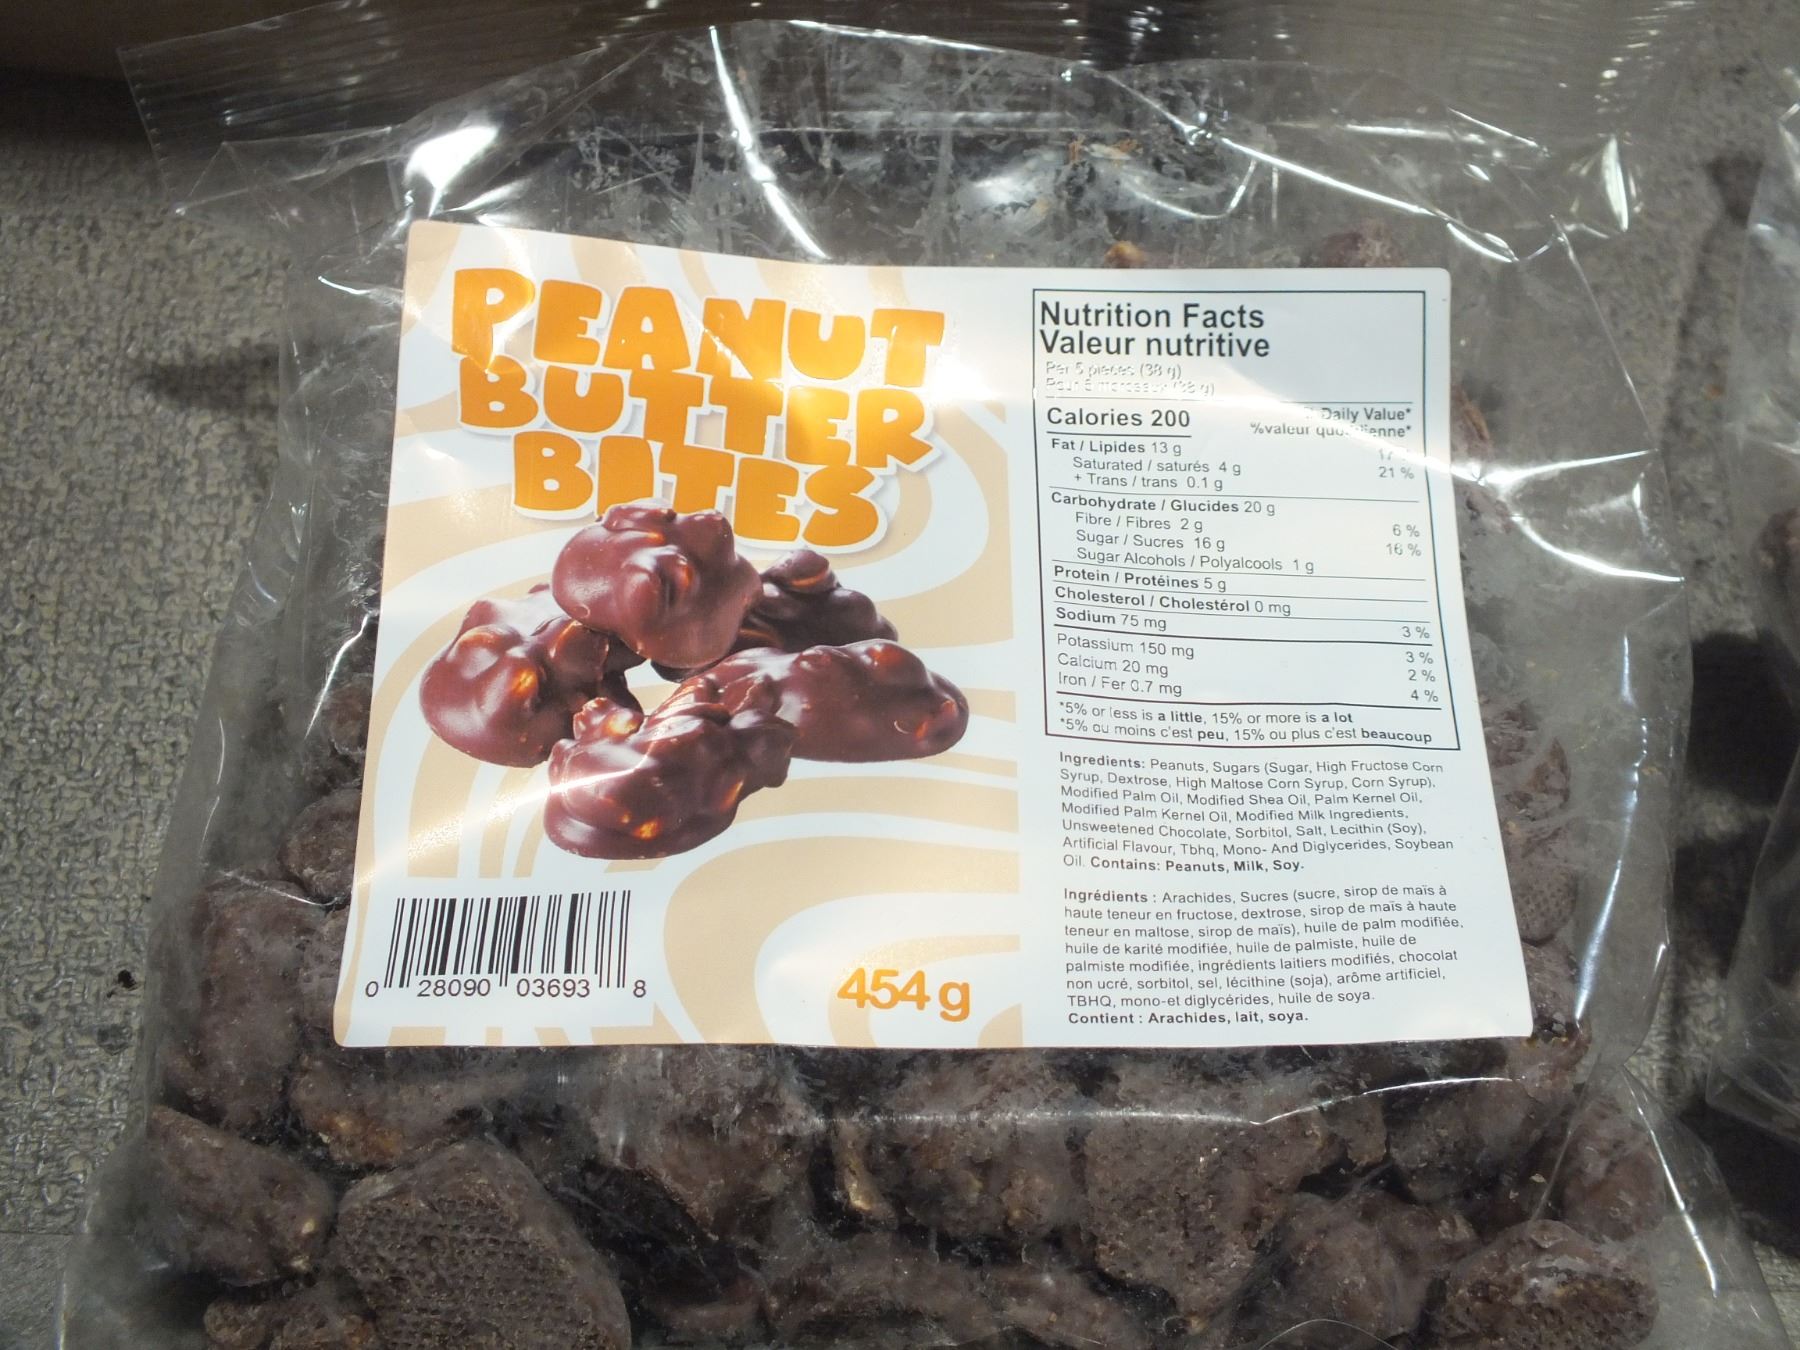 PEANUT
BUTTER
BITES
0 28090 03693 8
454 g
Nutrition Facts
Valeur nutritive
Per 5 pieces (38 g)
Pour 5 morceaux (38 g)
Calories 200
Daily Value*
%valeur
Fat / Lipides 13 g
Saturated / saturés 4 g 21 %
+ Trans / trans 0.1 g
Carbohydrate / Glucides 20 g
Fibre / Fibres 2 g 6 %
Sugar / Sucres 16 g 16 %
Sugar Alcohols / Polyalcools 1 g
Protein / Protéines 5 g
Cholesterol / Cholestérol 0 mg
Sodium 75 mg 3 %
Potassium 150 mg 3 %
Calcium 20 mg 2 %
Iron / Fer 0.7 mg 4 %
*5% or less is a little, 15% or more is a lot
*5% ou moins c'est peu, 15% ou plus c'est beaucoup
Ingredients: Peanuts, Sugars (Sugar, High Fructose Corn
Syrup, Dextrose, High Maltose Corn Syrup, Corn Syrup),
Modified Palm Oil, Modified Shea Oil, Palm Kernel Oil,
Modified Palm Kernel Oil, Modified Milk Ingredients,
Unsweetened Chocolate, Sorbitol, Salt, Lecithin (Soy),
Artificial Flavour, Tbhq, Mono- And Diglycerides, Soybean
Oil. Contains: Peanuts, Milk, Soy.
Ingrédients : Arachides, Sucres (sucre, sirop de maïs à
haute teneur en fructose, dextrose, sirop de maïs à haute
teneur en maltose, sirop de maïs), huile de palm modifiée,
huile de karité modifiée, huile de palmiste, huile de
palmiste modifiée, ingrédients laitiers modifiés, chocolat
non ucré, sorbitol, sel, lécithine (soja), arôme artificiel,
TBHQ, mono-et diglycérides, huile de soya.
Contient : Arachides, lait, soya.